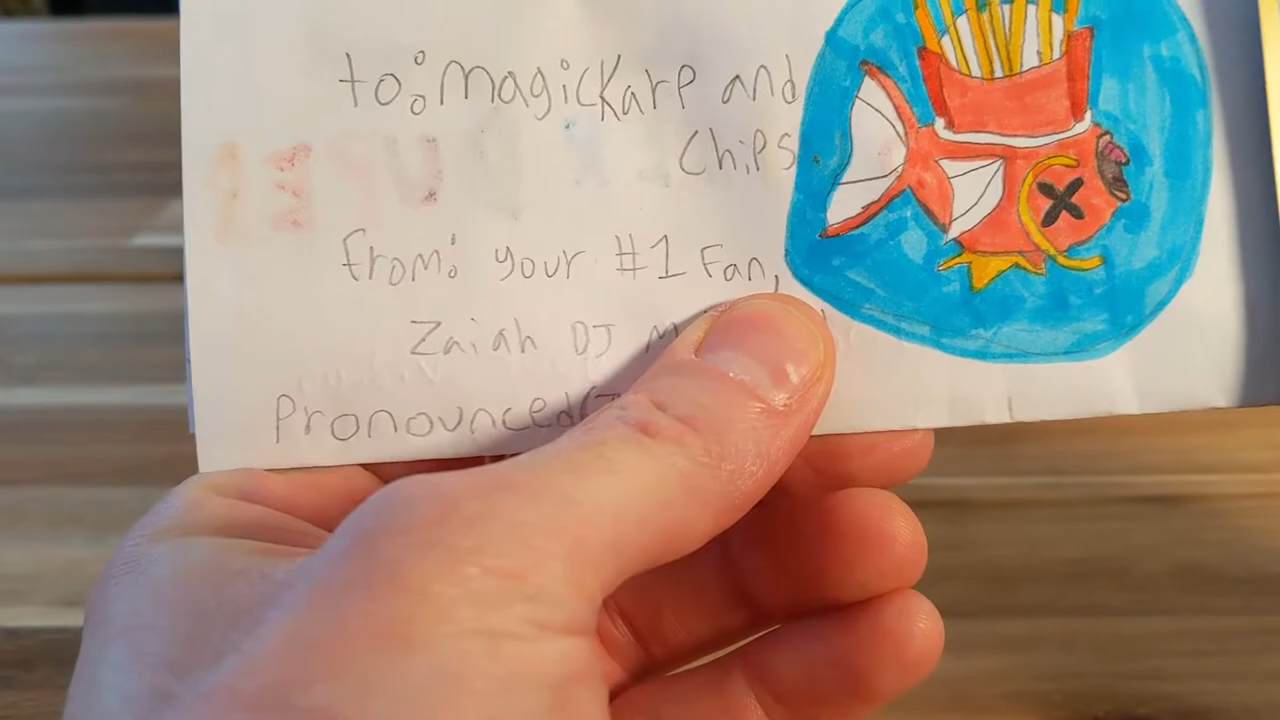 to: magicKarp and
Chips
from: your #1 Fan,
Zaiah DJ
Pronounced